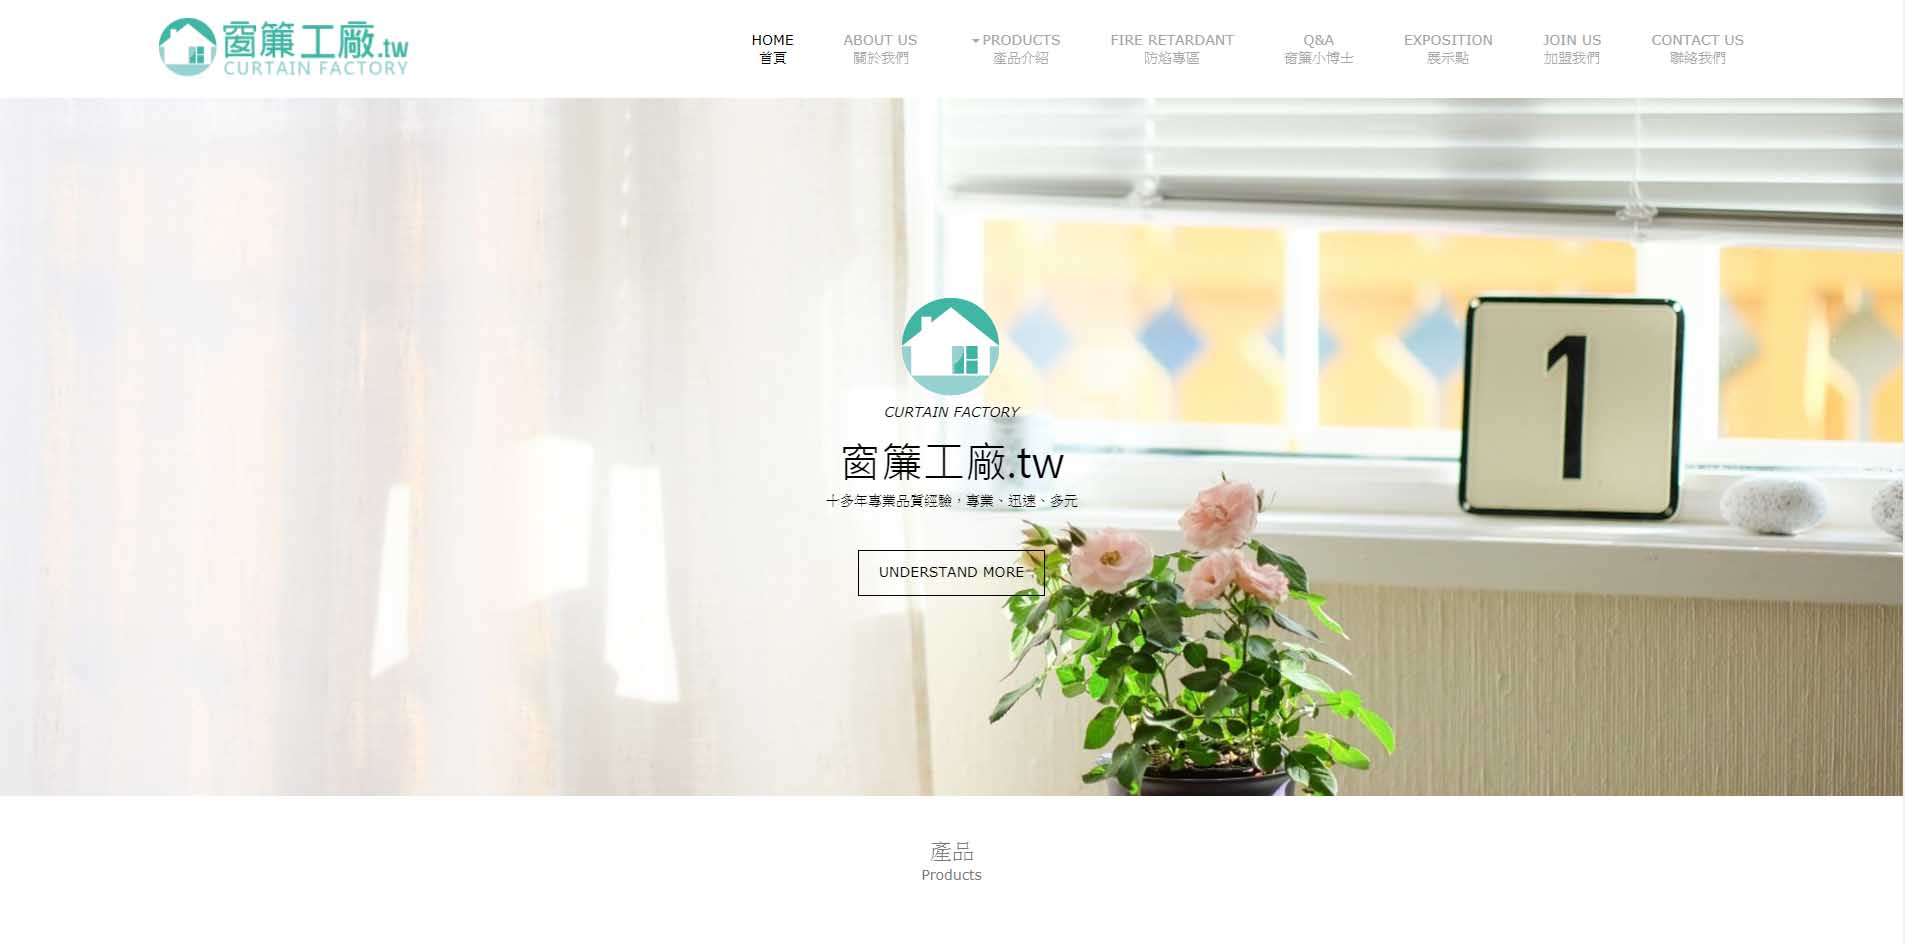 窗簾工廠.tw
CURTAIN FACTORY
HOME
首頁
ABOUT US
關於我們
PRODUCTS
產品介紹
FIRE RETARDANT
防焰專區
Q&A
窗簾小博士
EXPOSITION
展示點
JOIN US
加盟我們
CONTACT US
聯絡我們
1
CURTAIN FACTORY
窗簾工廠.tw
十多年專業品質經驗，專業、迅速、多元
UNDERSTAND MORE
產品
Products